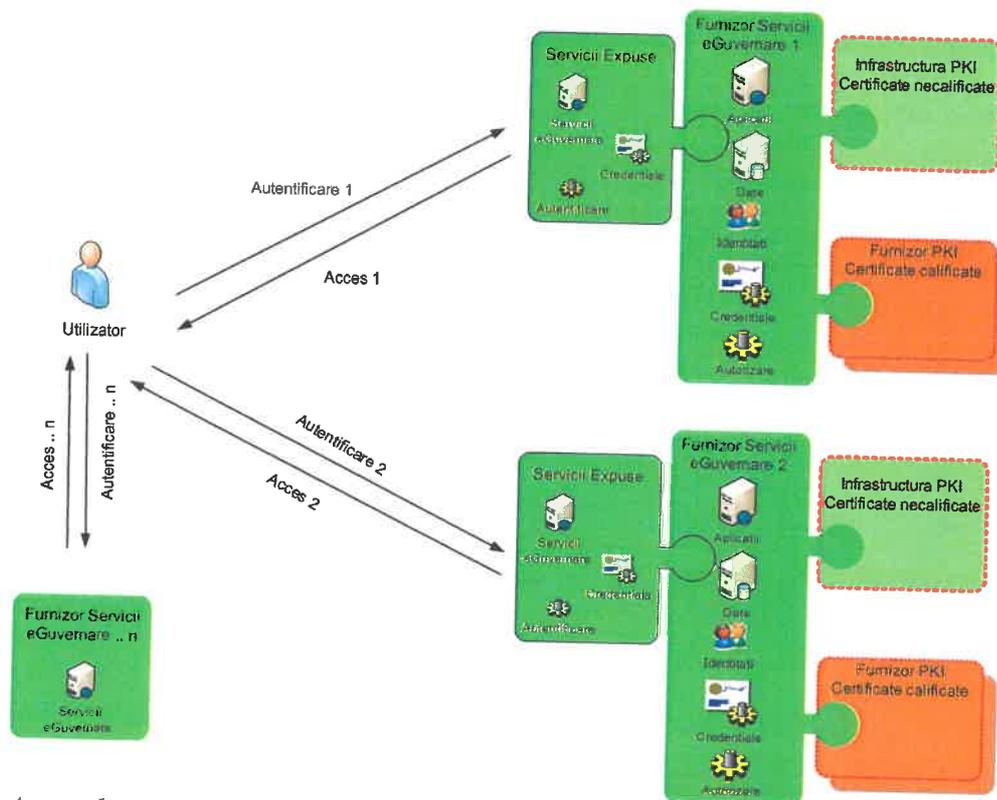 Furnizor Servicii
eGuvernare 1
Servicii Expuse
Servicii
eGuvernare
Credentiale
Autentificare
Aplicatii
Date
Identitati
Credentiale
Autorizare
Infrastructura PKI
Certificate necalificate
Furnizor PKI
Certificate calificate
Autentificare 1
Acces 1
Utilizator
Acces .. n
Autentificare .. n
Autentificare 2
Acces 2
Furnizor Servicii
eGuvernare 2
Servicii Expuse
Servicii
eGuvernare
Credentiale
Autentificare
Aplicatii
Date
Identitati
Credentiale
Autorizare
Infrastructura PKI
Certificate necalificate
Furnizor PKI
Certificate calificate
Furnizor Servicii
eGuvernare .. n
Servicii
eGuvernare